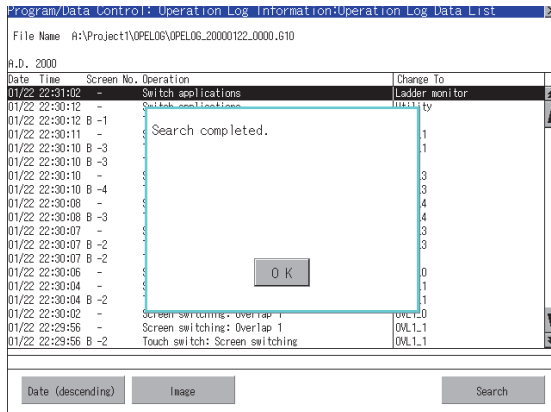 Program/Data Control: Operation Log Information:Operation Log Data List
File Name A:\Project1\OPELOG\OPELOG_20000122_0000.G10
A.D. 2000
Date Time Screen No. Operation Change To
01/22 22:31:02 - Switch applications Ladder monitor
01/22 22:30:12 - Switch applications Utility
01/22 22:30:12 B -1
01/22 22:30:11 -
01/22 22:30:10 B -3
01/22 22:30:10 B -3
01/22 22:30:10 -
01/22 22:30:10 B -4
01/22 22:30:08 -
01/22 22:30:08 B -3
01/22 22:30:07 -
01/22 22:30:07 B -2
01/22 22:30:07 B -2
01/22 22:30:06 -
01/22 22:30:04 -
01/22 22:30:04 B -2
01/22 22:30:02 - Screen switching: Overlap 1 OVL1_0
01/22 22:29:56 - Screen switching: Overlap 1 OVL1_1
01/22 22:29:56 B -2 Touch switch: Screen switching OVL1_1
Search completed.
OK
Date (descending) Image Search